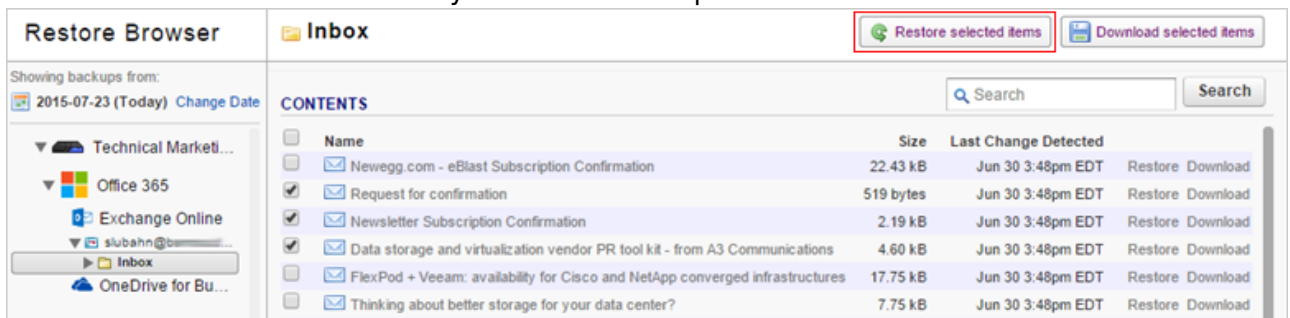 Restore Browser
Inbox
Restore selected items
Download selected items
Showing backups from:
2015-07-23 (Today) Change Date
Search
Search
CONTENTS
Technical Marketi...
Office 365
Exchange Online
slubahn@
Inbox
OneDrive for Bu...
Name Size Last Change Detected
Newegg.com - eBlast Subscription Confirmation 22.43 kB Jun 30 3:48pm EDT Restore Download
Request for confirmation 519 bytes Jun 30 3:48pm EDT Restore Download
Newsletter Subscription Confirmation 2.19 kB Jun 30 3:48pm EDT Restore Download
Data storage and virtualization vendor PR tool kit - from A3 Communications 4.60 kB Jun 30 3:48pm EDT Restore Download
FlexPod + Veeam: availability for Cisco and NetApp converged infrastructures 17.75 kB Jun 30 3:48pm EDT Restore Download
Thinking about better storage for your data center? 7.75 kB Jun 30 3:48pm EDT Restore Download